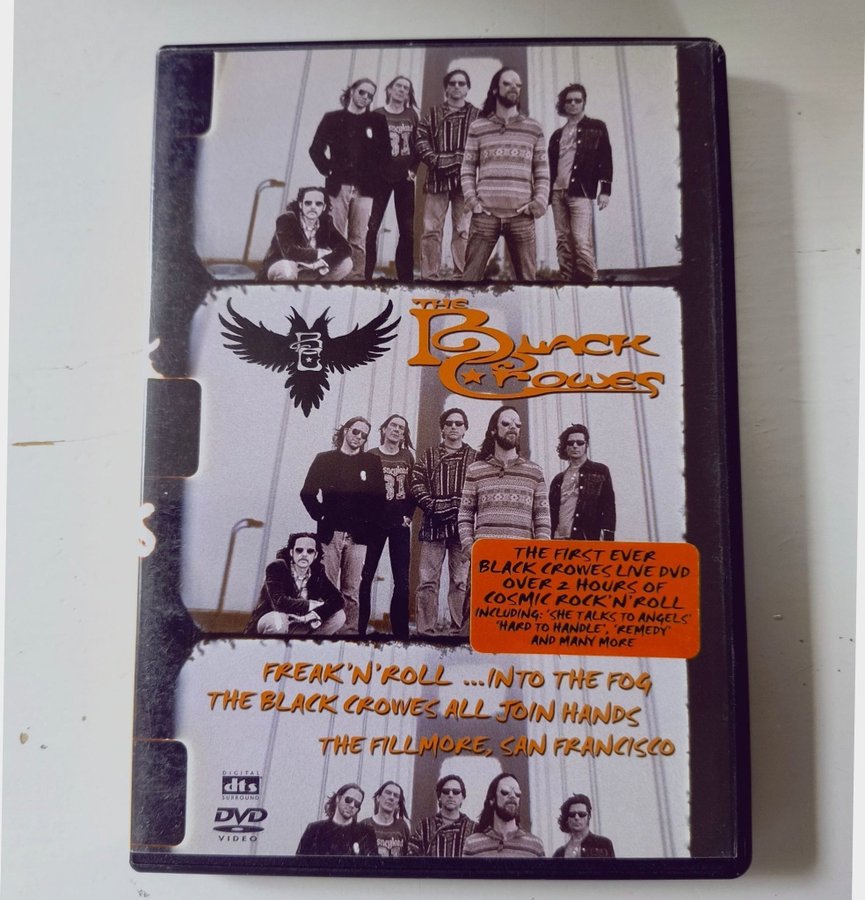 THE
BLACK
CROWES
THE FIRST EVER
BLACK CROWES LIVE DVD
OVER 2 HOURS OF
COSMIC ROCK'N'ROLL
INCLUDING: 'SHE TALKS TO ANGELS'
'HARD TO HANDLE', 'REMEDY'
AND MANY MORE
FREAK'N'ROLL ...INTO THE FOG
THE BLACK CROWES ALL JOIN HANDS
THE FILLMORE, SAN FRANCISCO
DIGITAL
dts
SURROUND
DVD
VIDEO